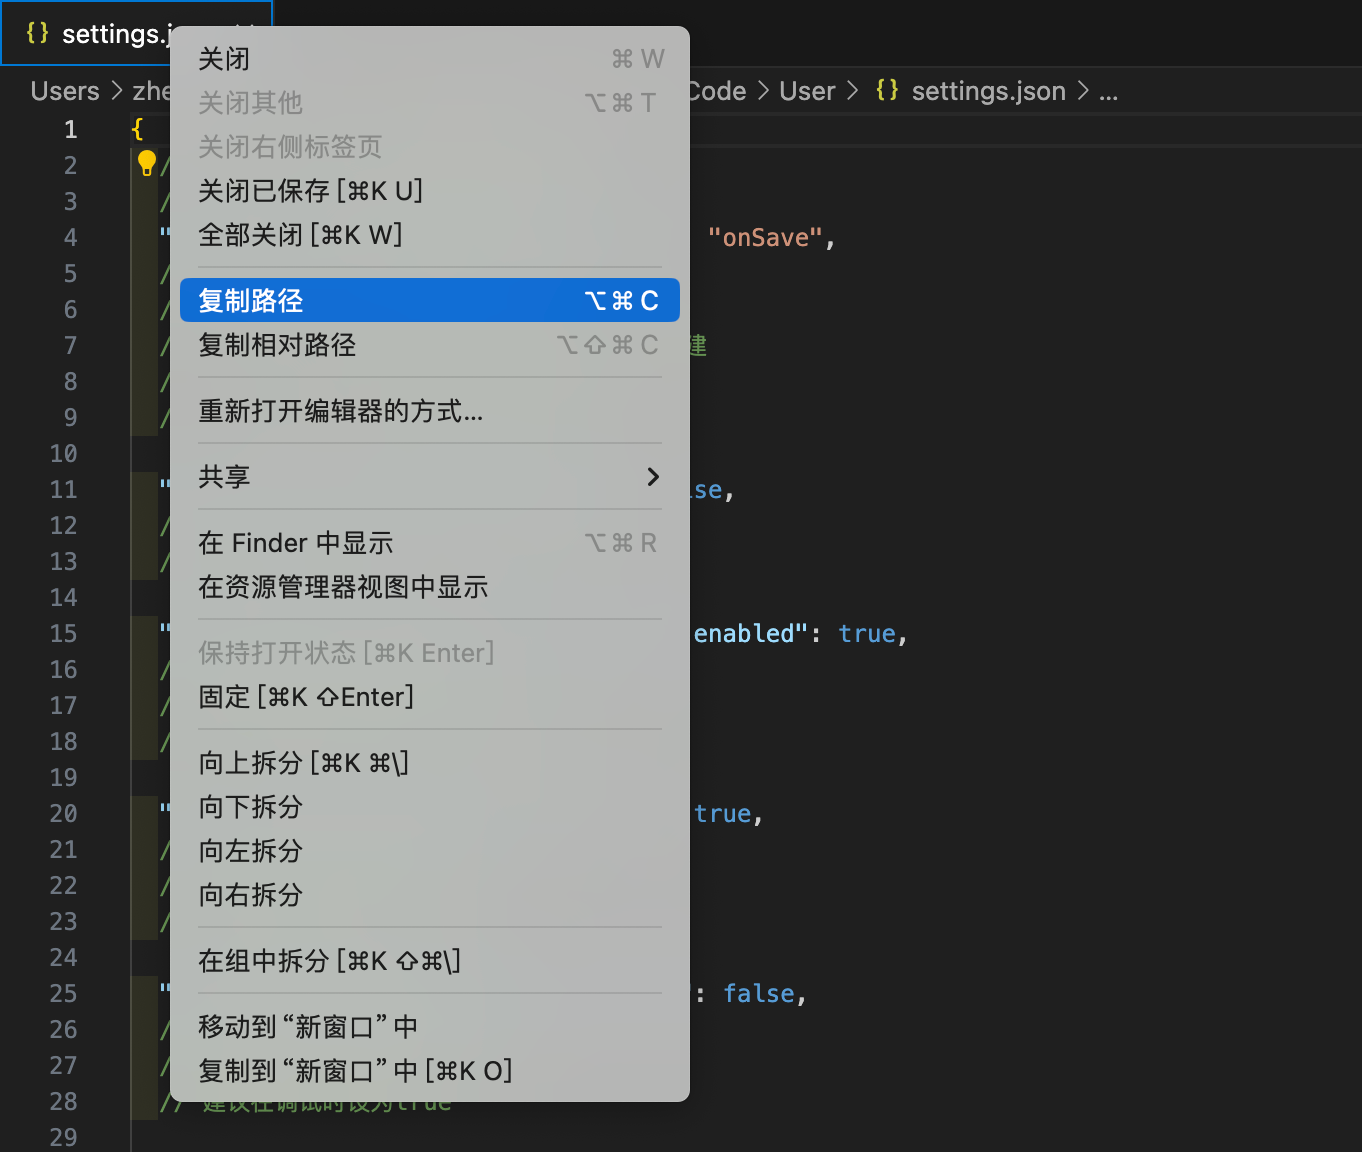 {} settings.j
Users > zhe Code > User > {} settings.json > ...
关闭 ⌘ W
关闭其他 ⌥ ⌘ T
关闭右侧标签页
关闭已保存 [⌘K U]
全部关闭 [⌘K W]
复制路径 ⌥ ⌘ C
复制相对路径 ⌥ ⇧ ⌘ C
重新打开编辑器的方式...
共享 >
在 Finder 中显示 ⌥ ⌘ R
在资源管理器视图中显示
保持打开状态 [⌘K Enter]
固定 [⌘K ⇧Enter]
向上拆分 [⌘K ⌘\]
向下拆分
向左拆分
向右拆分
在组中拆分 [⌘K ⇧⌘\]
移动到 “新窗口” 中
复制到 “新窗口” 中 [⌘K O]
1 {
2 /
3 /
4 " "onSave",
5 /
6 /
7 / 建
8 /
9 /
10
11 " se,
12 /
13 /
14
15 " enabled": true,
16 /
17 /
18 /
19
20 " true,
21 /
22 /
23 /
24
25 " : false,
26 /
27 /
28 // 建议在调试时设为true
29